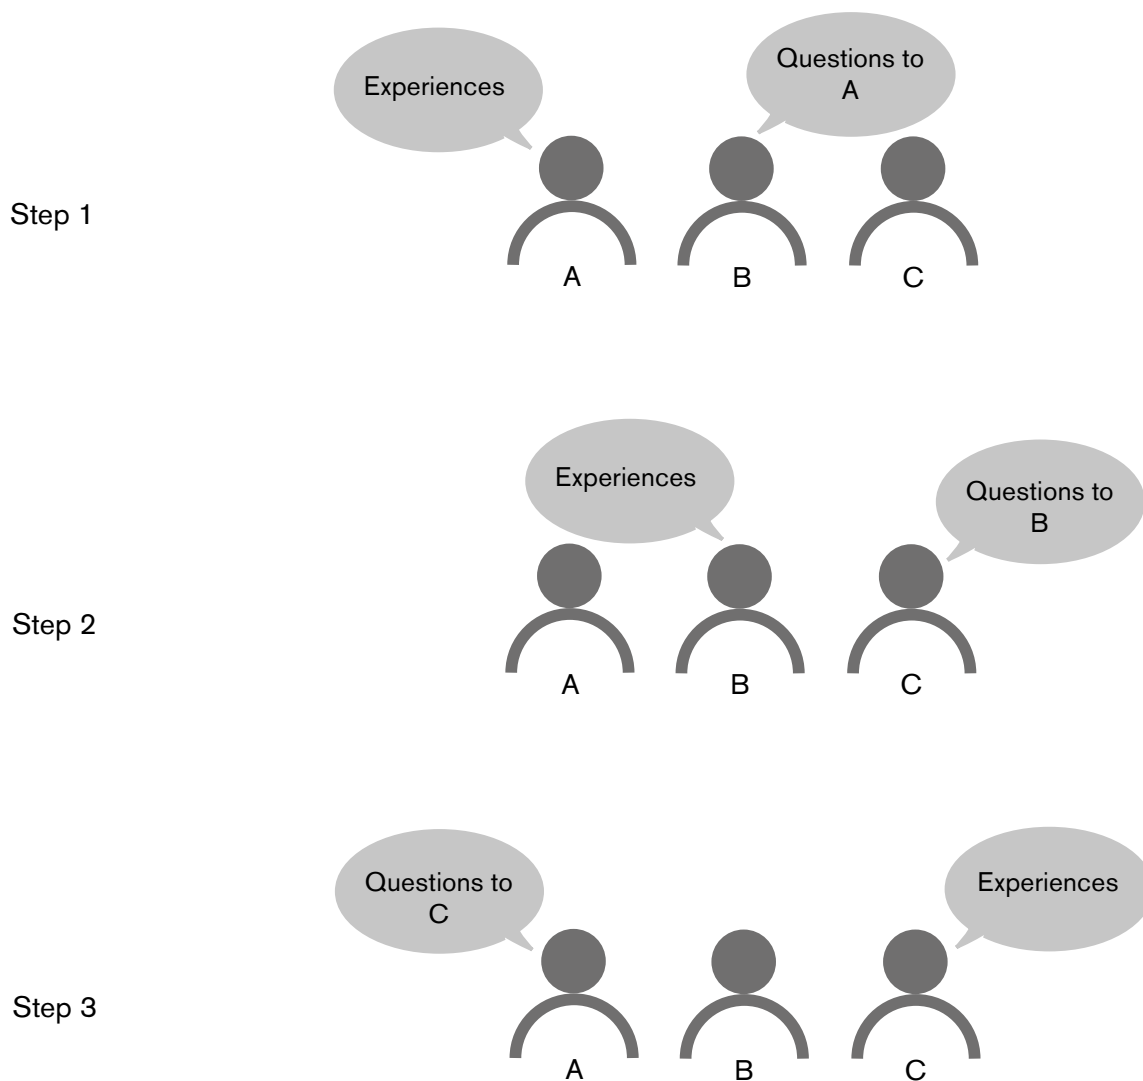 Experiences
Questions to
A
Step 1
A
B
C
Experiences
Questions to
B
Step 2
A
B
C
Questions to
C
Experiences
Step 3
A
B
C